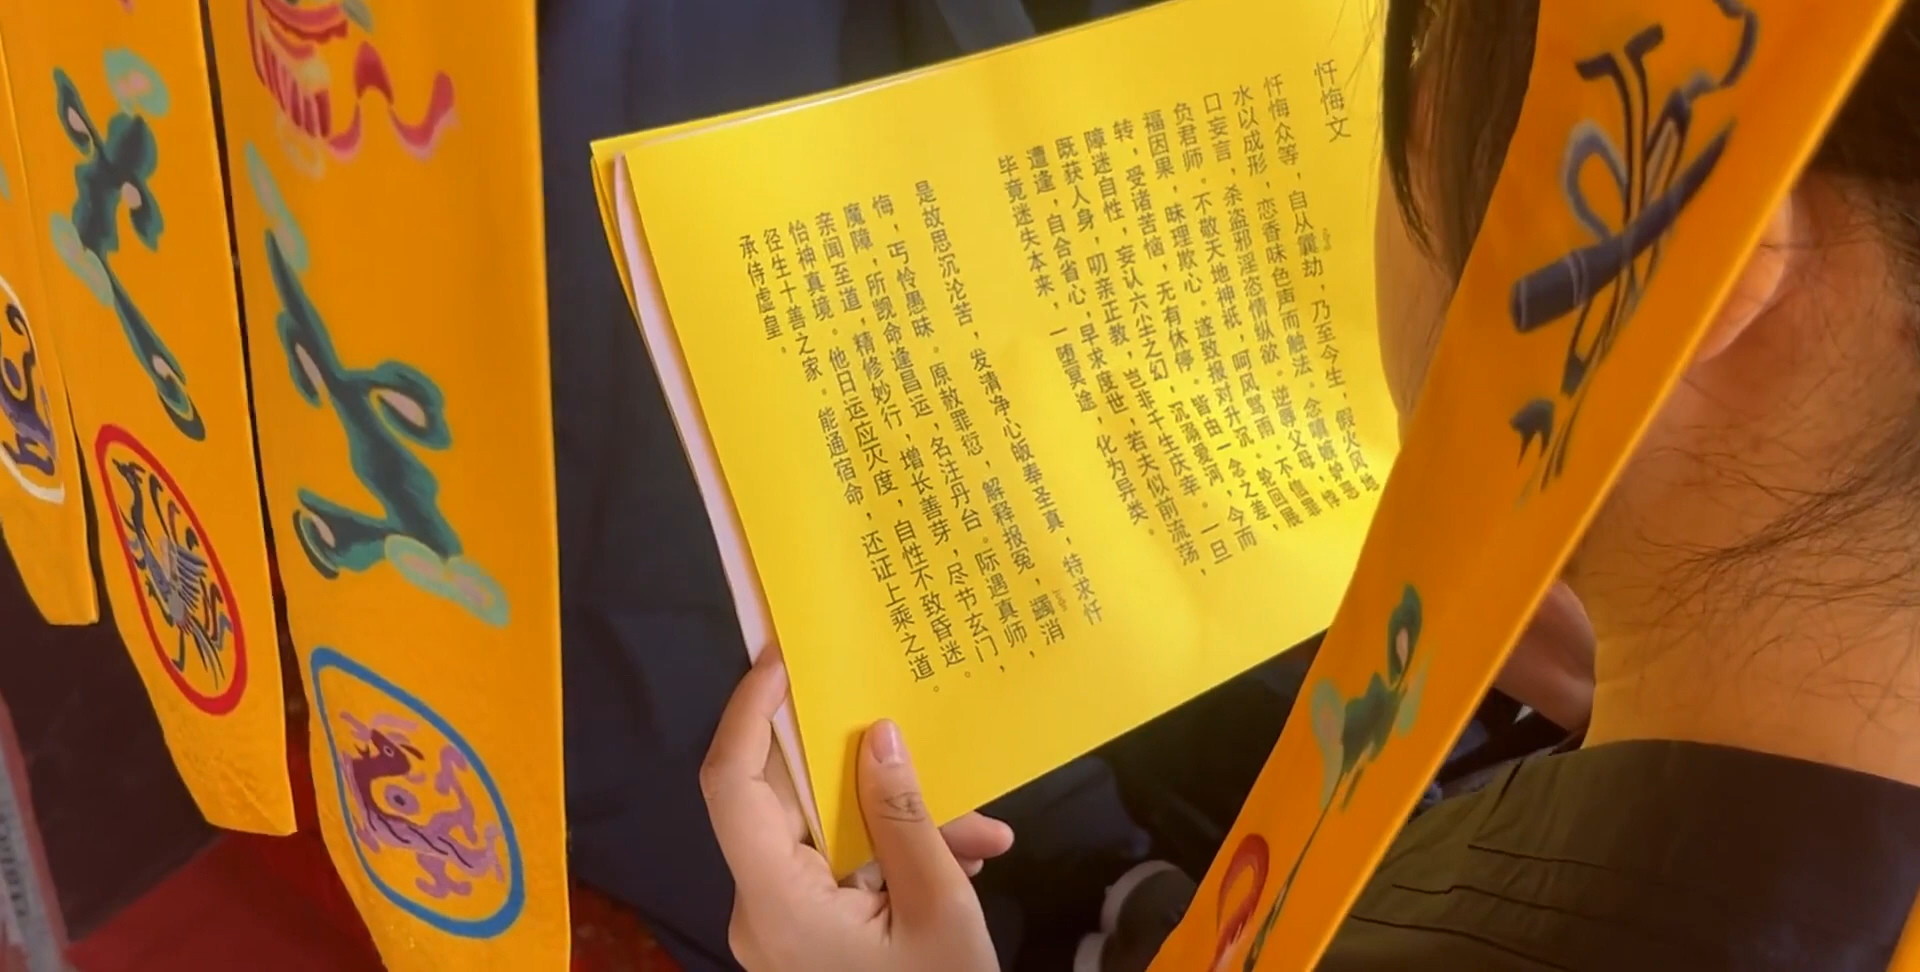 忏悔文
忏悔众等，自从曩劫，乃至今生，假火风地
水以成形，恋香味色声而触法。念嗔嫉妒恶
口妄言，杀盗邪淫恣情纵欲。逆辱父母，悖
负君师。不敬天地神祇，呵风骂雨。不信罪
福因果，昧理欺心。遂致报对升沉。轮回展
转，受诸苦恼，无有休停。皆由一念之差，
障迷自性，妄认六尘之幻，沉溺爱河，今而
既获人身，叨亲正教，岂非千生庆幸。一旦
遭逢，自合省心，早求度世，若夫似前流荡，
毕竟迷失本来，一堕冥途，化为异类。
是故思沉沦苦，发清净心皈奉圣真，特求忏
悔，丐怜愚昧。原赦罪愆，解释报冤，蠲消
魔障，所觊命逢昌运，名注丹台。际遇真师，
亲闻至道，精修妙行，增长善芽，尽节玄门，
怡神真境。他日运应灭度，自性不致昏迷。
径生十善之家。能通宿命，还证上乘之道。
承侍虚皇。